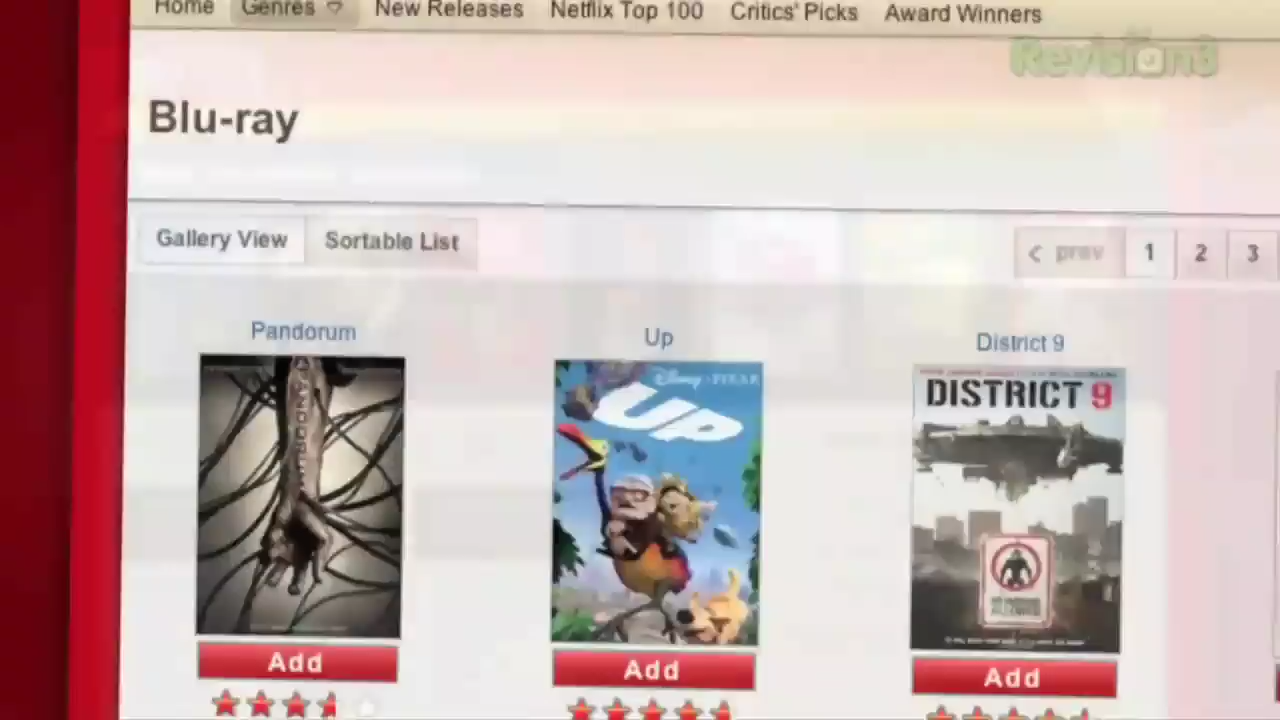 Home Genres New Releases Netflix Top 100 Critics' Picks Award Winners
Revision3
Blu-ray
Gallery View Sortable List prev 1 2 3
Pandorum Up District 9
PANDORUM
Disney PIXAR
UP
DISTRICT 9
Add Add Add